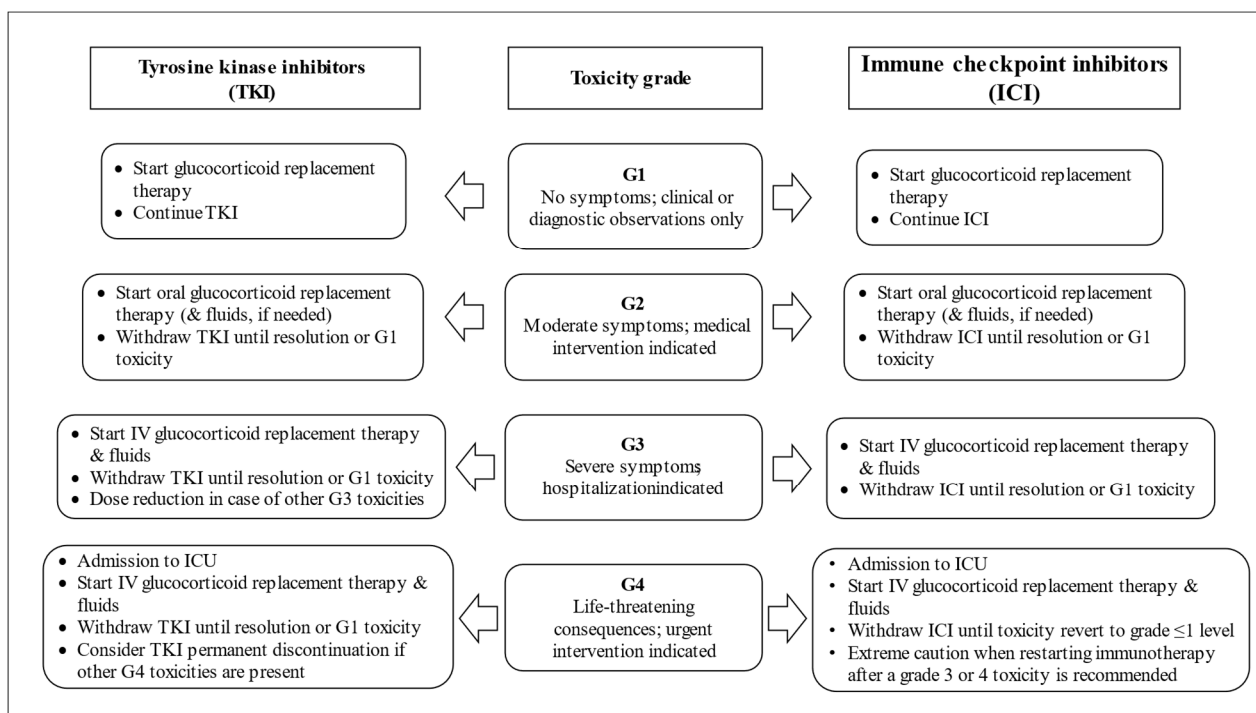 Tyrosine kinase inhibitors
(TKI)
Toxicity grade
Immune checkpoint inhibitors
(ICI)
• Start glucocorticoid replacement
therapy
• Continue TKI
G1
No symptoms; clinical or
diagnostic observations only
• Start glucocorticoid replacement
therapy
• Continue ICI
• Start oral glucocorticoid replacement
therapy (& fluids, if needed)
• Withdraw TKI until resolution or G1
toxicity
G2
Moderate symptoms; medical
intervention indicated
• Start oral glucocorticoid replacement
therapy (& fluids, if needed)
• Withdraw ICI until resolution or G1
toxicity
• Start IV glucocorticoid replacement therapy
& fluids
• Withdraw TKI until resolution or G1 toxicity
• Dose reduction in case of other G3 toxicities
G3
Severe symptoms;
hospitalizationindicated
• Start IV glucocorticoid replacement therapy
& fluids
• Withdraw ICI until resolution or G1 toxicity
• Admission to ICU
• Start IV glucocorticoid replacement therapy &
fluids
• Withdraw TKI until resolution or G1 toxicity
• Consider TKI permanent discontinuation if
other G4 toxicities are present
G4
Life-threatening
consequences; urgent
intervention indicated
• Admission to ICU
• Start IV glucocorticoid replacement therapy &
fluids
• Withdraw ICI until toxicity revert to grade ≤1 level
• Extreme caution when restarting immunotherapy
after a grade 3 or 4 toxicity is recommended